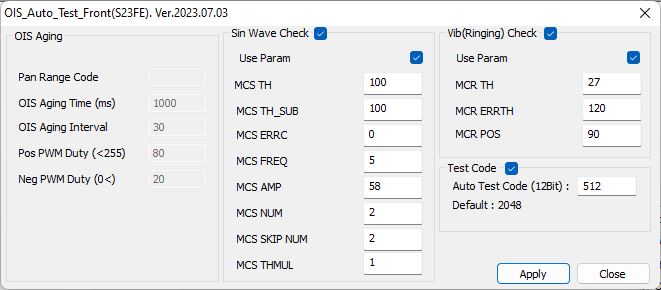 OIS_Auto_Test_Front(S23FE). Ver.2023.07.03
OIS Aging
Pan Range Code
OIS Aging Time (ms) 1000
OIS Aging Interval 30
Pos PWM Duty (<255) 80
Neg PWM Duty (0<) 20
Sin Wave Check
Use Param
MCS TH 100
MCS TH_SUB 100
MCS ERRC 0
MCS FREQ 5
MCS AMP 58
MCS NUM 2
MCS SKIP NUM 2
MCS THMUL 1
Vib(Ringing) Check
Use Param
MCR TH 27
MCR ERRTH 120
MCR POS 90
Test Code
Auto Test Code (12Bit) : 512
Default : 2048
Apply Close